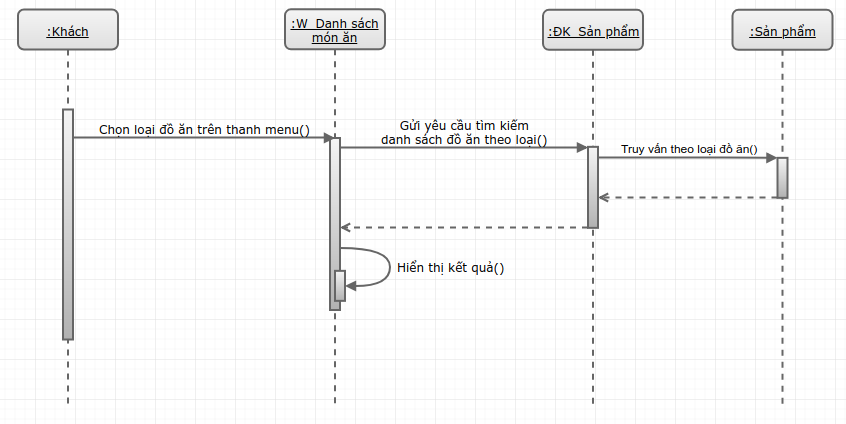 :Khách
:W_Danh sách
món ăn
:ĐK_Sản phẩm
:Sản phẩm
Chọn loại đồ ăn trên thanh menu()
Gửi yêu cầu tìm kiếm
danh sách đồ ăn theo loại()
Truy vấn theo loại đồ ăn()
Hiển thị kết quả()